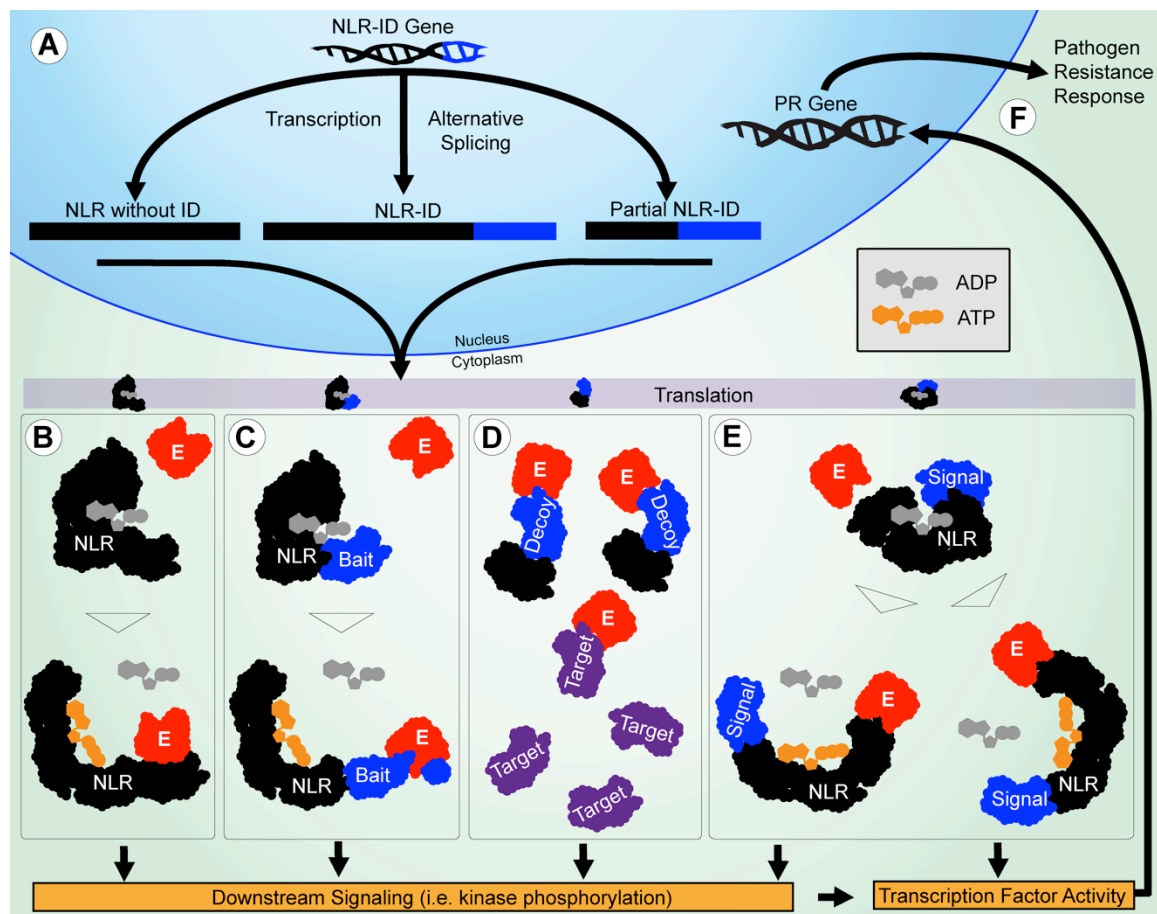 A
NLR-ID Gene
Transcription
Alternative
Splicing
NLR without ID
NLR-ID
Partial NLR-ID
PR Gene
Pathogen
Resistance
Response
F
ADP
ATP
Nucleus
Cytoplasm
Translation
B
E
NLR
E
NLR
C
E
NLR
Bait
E
Bait
NLR
D
E
E
Decoy
Decoy
E
Target
Target
Target
Target
E
E
Signal
NLR
Signal
E
NLR
E
Signal
NLR
Downstream Signaling (i.e. kinase phosphorylation)
Transcription Factor Activity